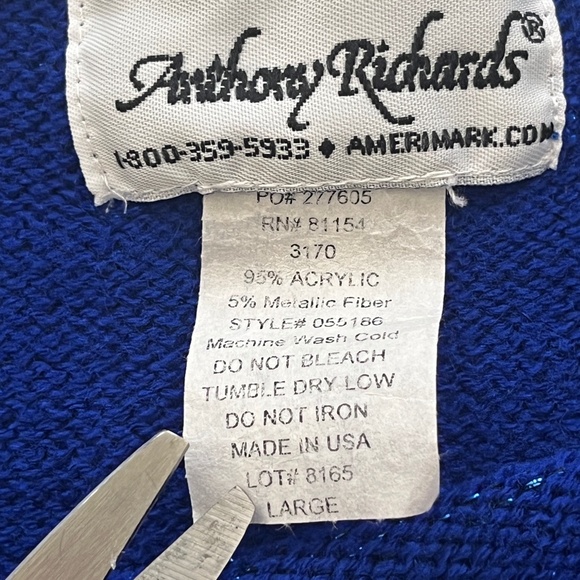 Anthony Richards®
1-800-359-5933 ♦ AMERIMARK.COM
PO# 277605
RN# 81154
3170
95% ACRYLIC
5% Metallic Fiber
STYLE# 055186
Machine Wash Cold
DO NOT BLEACH
TUMBLE DRY LOW
DO NOT IRON
MADE IN USA
LOT# 8165
LARGE